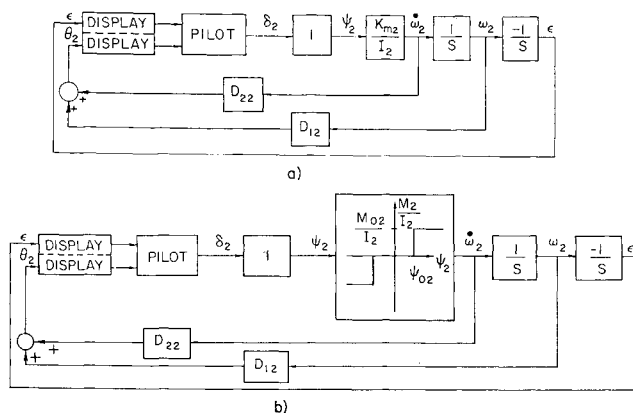 ϵ DISPLAY
θ₂ DISPLAY
PILOT
δ₂
1
ψ₂
K_m2 / I₂
ω̇₂
1/S
ω₂
-1/S
ϵ
+
+
D₂₂
D₁₂
a)
ϵ DISPLAY
θ₂ DISPLAY
PILOT
δ₂
1
ψ₂
M₀₂ / I₂
M₂ / I₂
ψ₀₂
ψ₂
ω̇₂
1/S
ω₂
-1/S
ϵ
+
+
D₂₂
D₁₂
b)